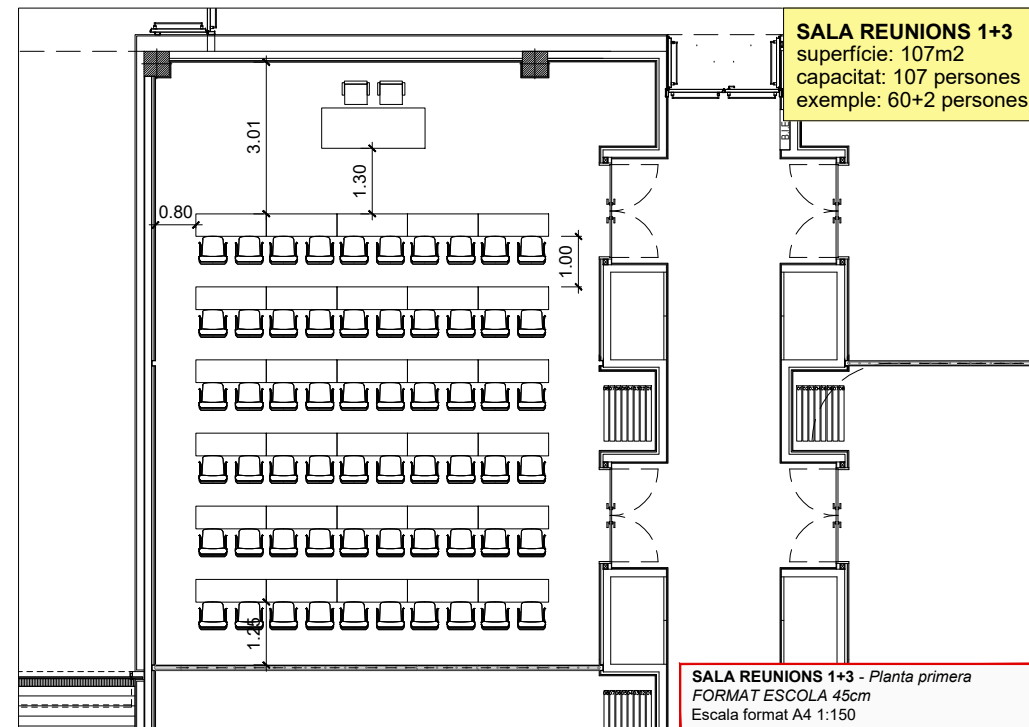 SALA REUNIONS 1+3
superfície: 107m2
capacitat: 107 persones
exemple: 60+2 persones
3.01
1.30
0.80
1.00
1.25
SALA REUNIONS 1+3 - Planta primera
FORMAT ESCOLA 45cm
Escala format A4 1:150